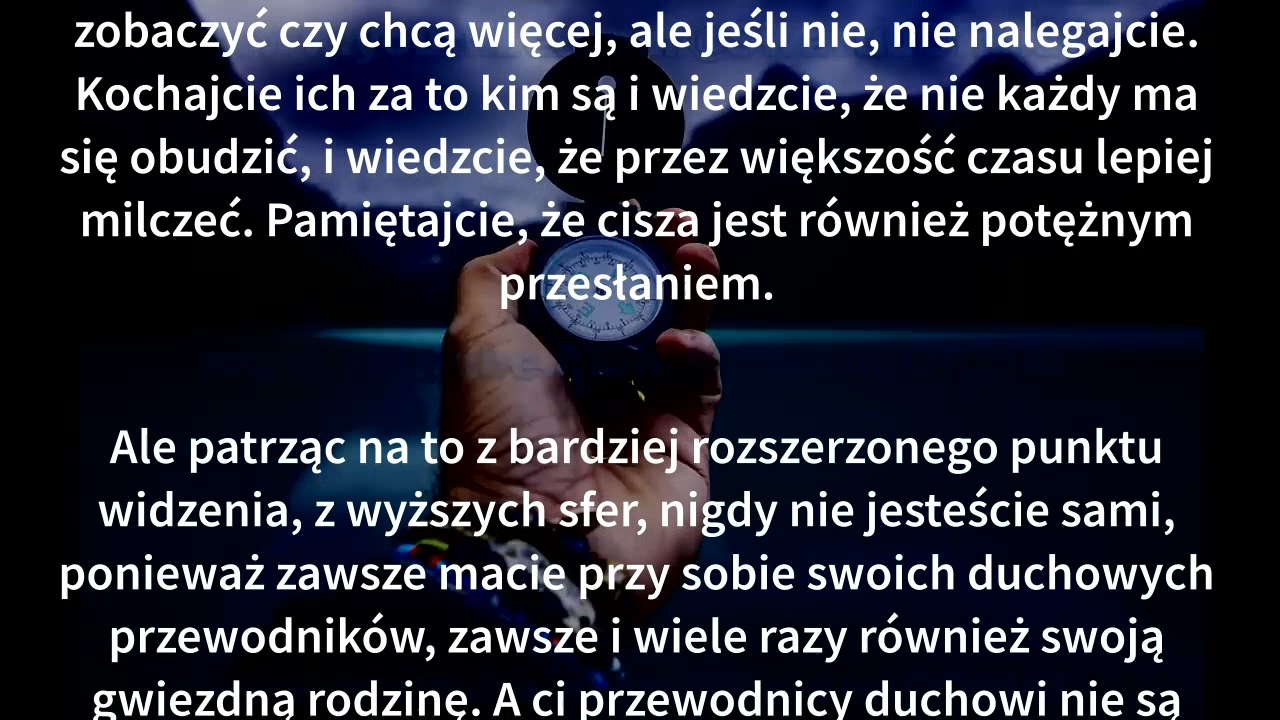 zobaczyć czy chcą więcej, ale jeśli nie, nie nalegajcie.
Kochajcie ich za to kim są i wiedzcie, że nie każdy ma
się obudzić, i wiedzcie, że przez większość czasu lepiej
milczeć. Pamiętajcie, że cisza jest również potężnym
przesłaniem.
Ale patrząc na to z bardziej rozszerzonego punktu
widzenia, z wyższych sfer, nigdy nie jesteście sami,
ponieważ zawsze macie przy sobie swoich duchowych
przewodników, zawsze i wiele razy również swoją
gwiezdną rodzinę. A ci przewodnicy duchowi nie są